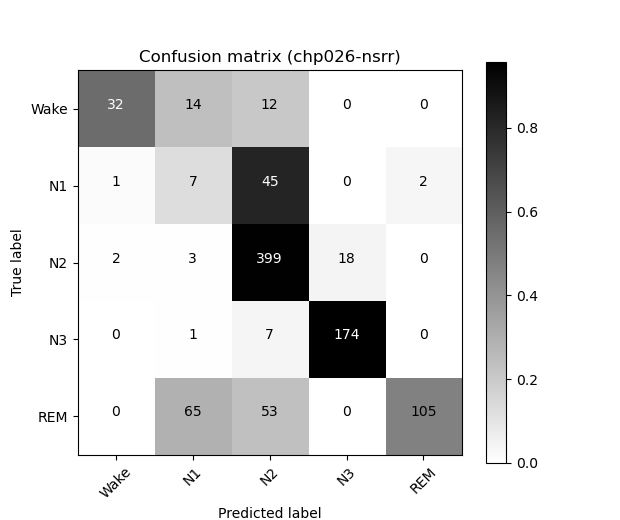 Confusion matrix (chp026-nsrr)
Wake 32 14 12 0 0
N1 1 7 45 0 2
N2 2 3 399 18 0
N3 0 1 7 174 0
REM 0 65 53 0 105
Wake N1 N2 N3 REM
Predicted label
True label
0.8
0.6
0.4
0.2
0.0